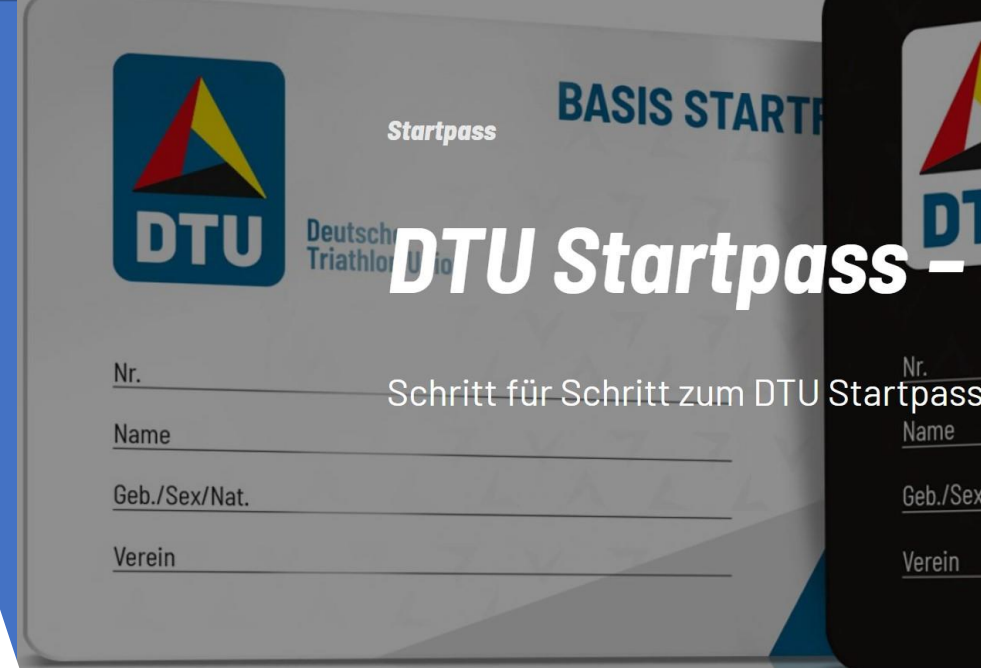 BASIS STARTP
Startpass
DTU
Deutsche
Triathlon Union
DTU Startpass –
DT
Nr.
Schritt für Schritt zum DTU Startpass
Name
Geb./Sex/Nat.
Verein
Nr.
Name
Geb./Sex
Verein